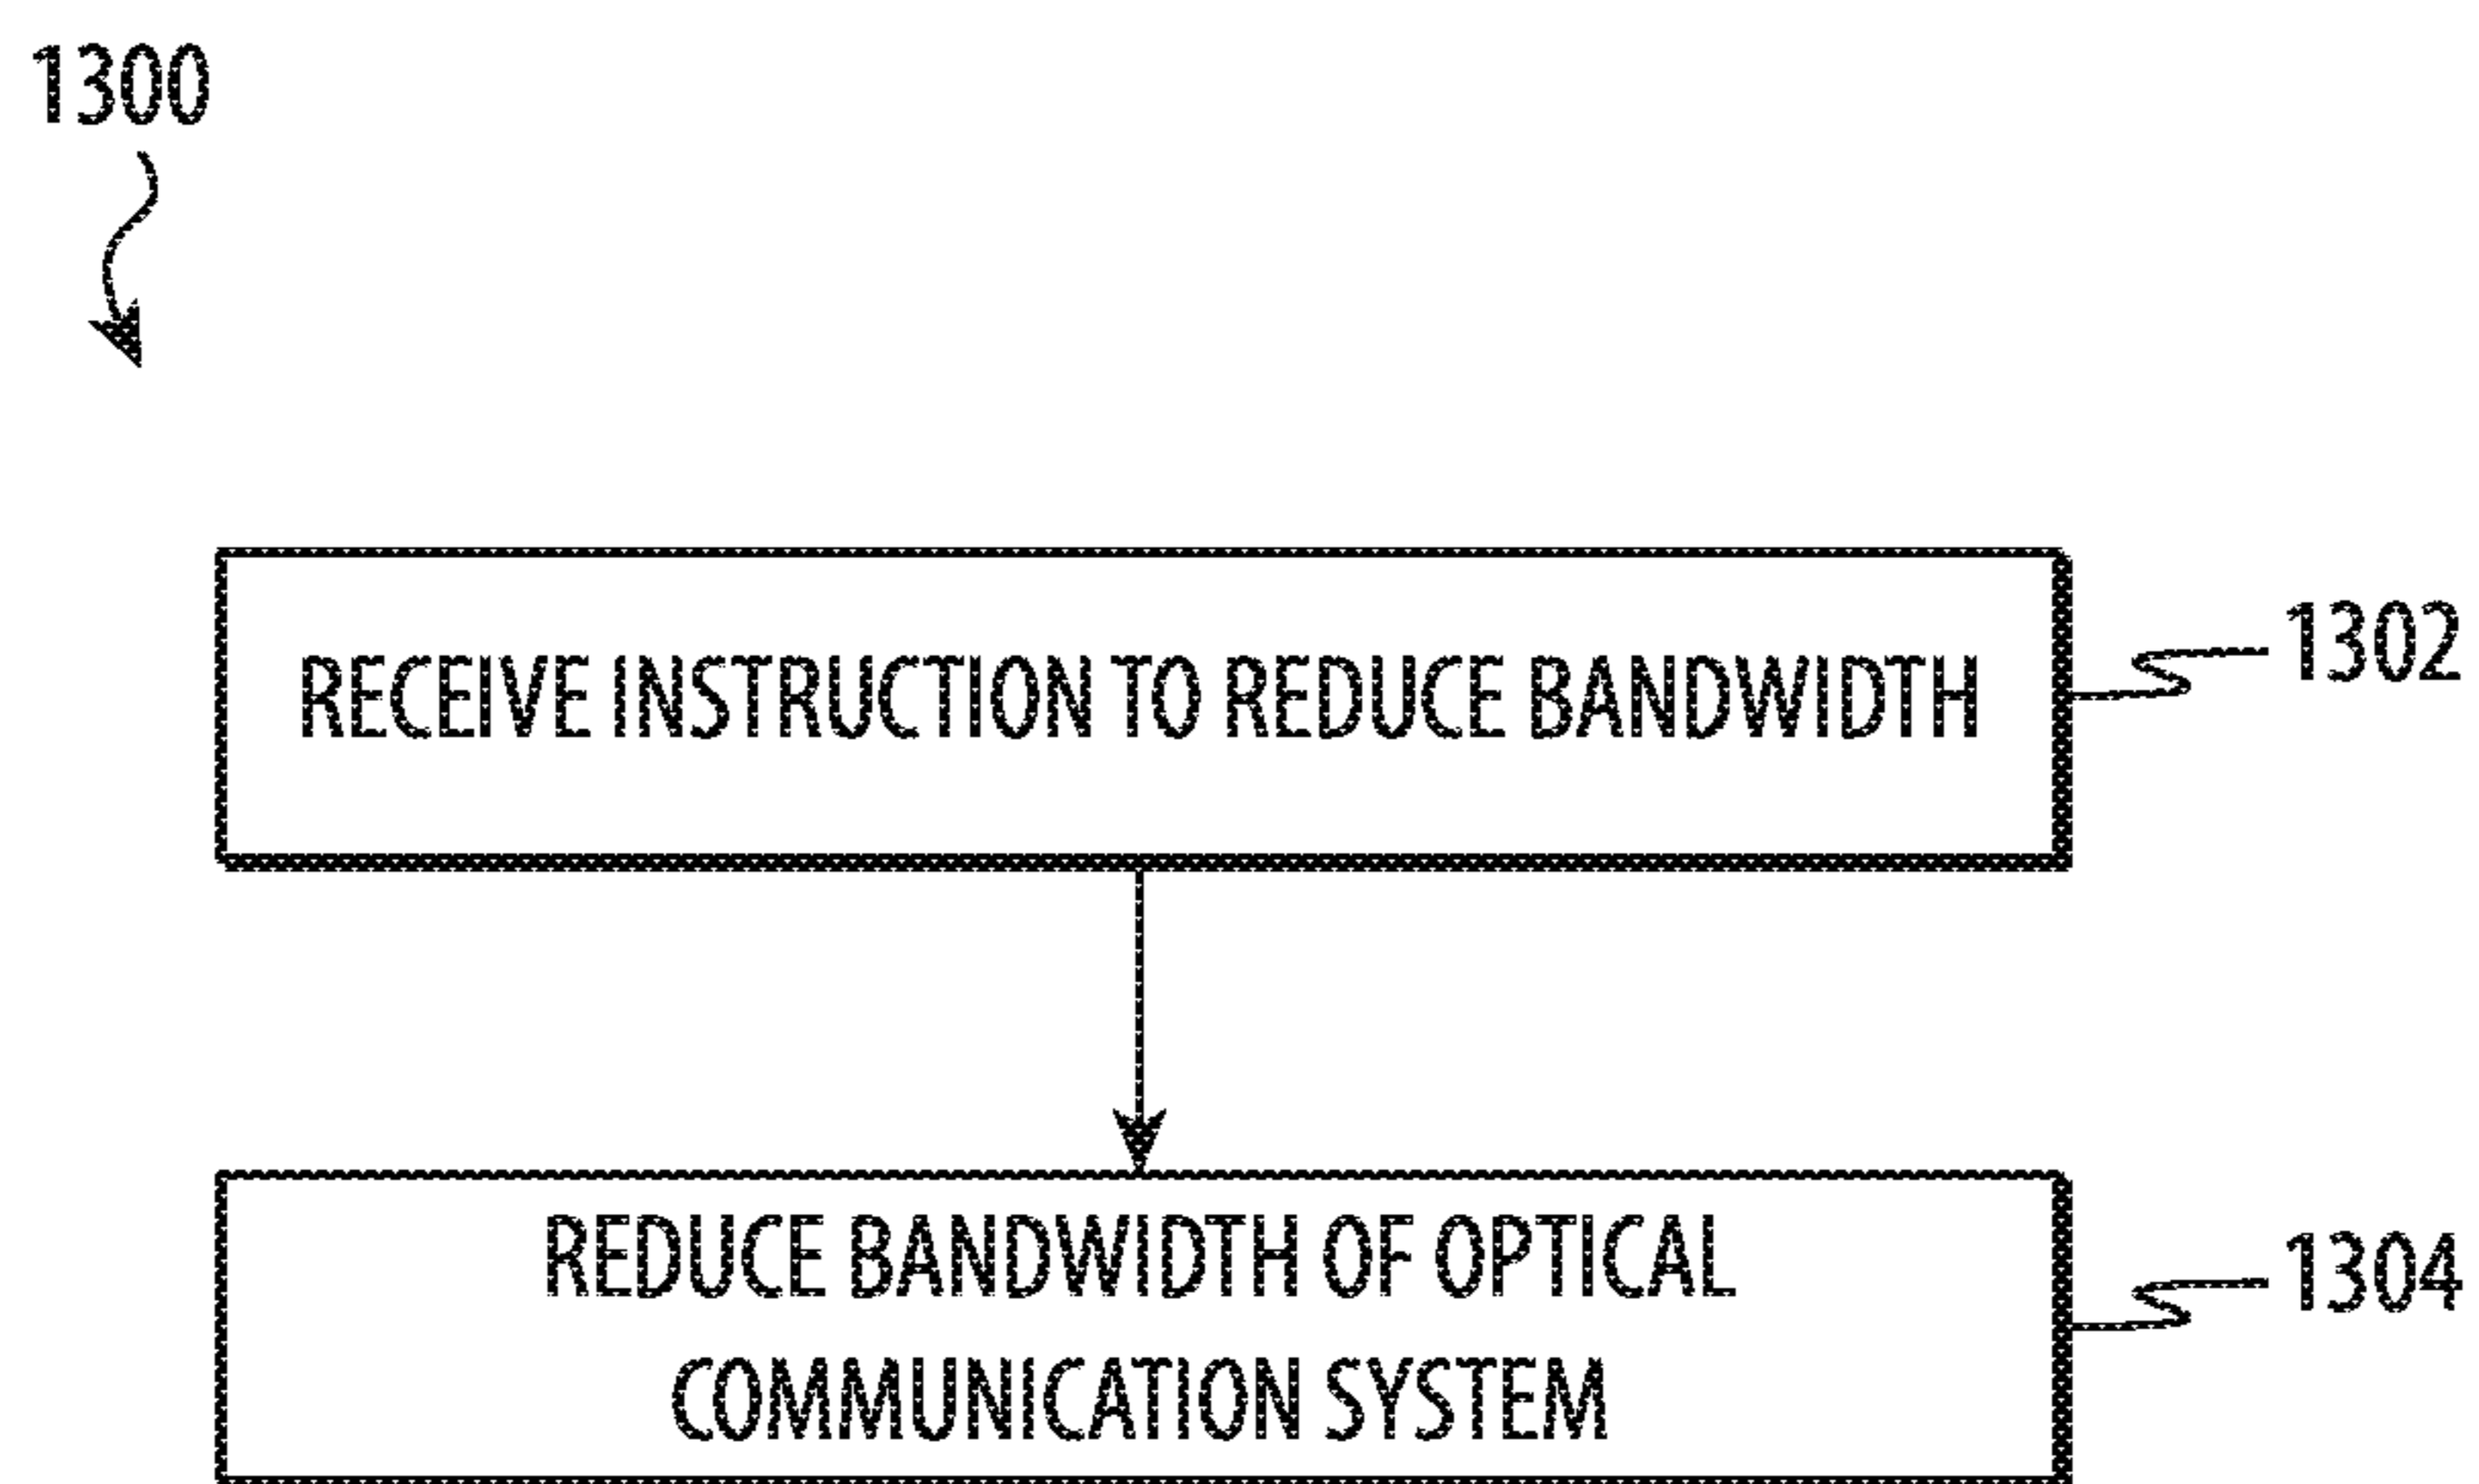 1300
RECEIVE INSTRUCTION TO REDUCE BANDWIDTH
1302
REDUCE BANDWIDTH OF OPTICAL
COMMUNICATION SYSTEM
1304